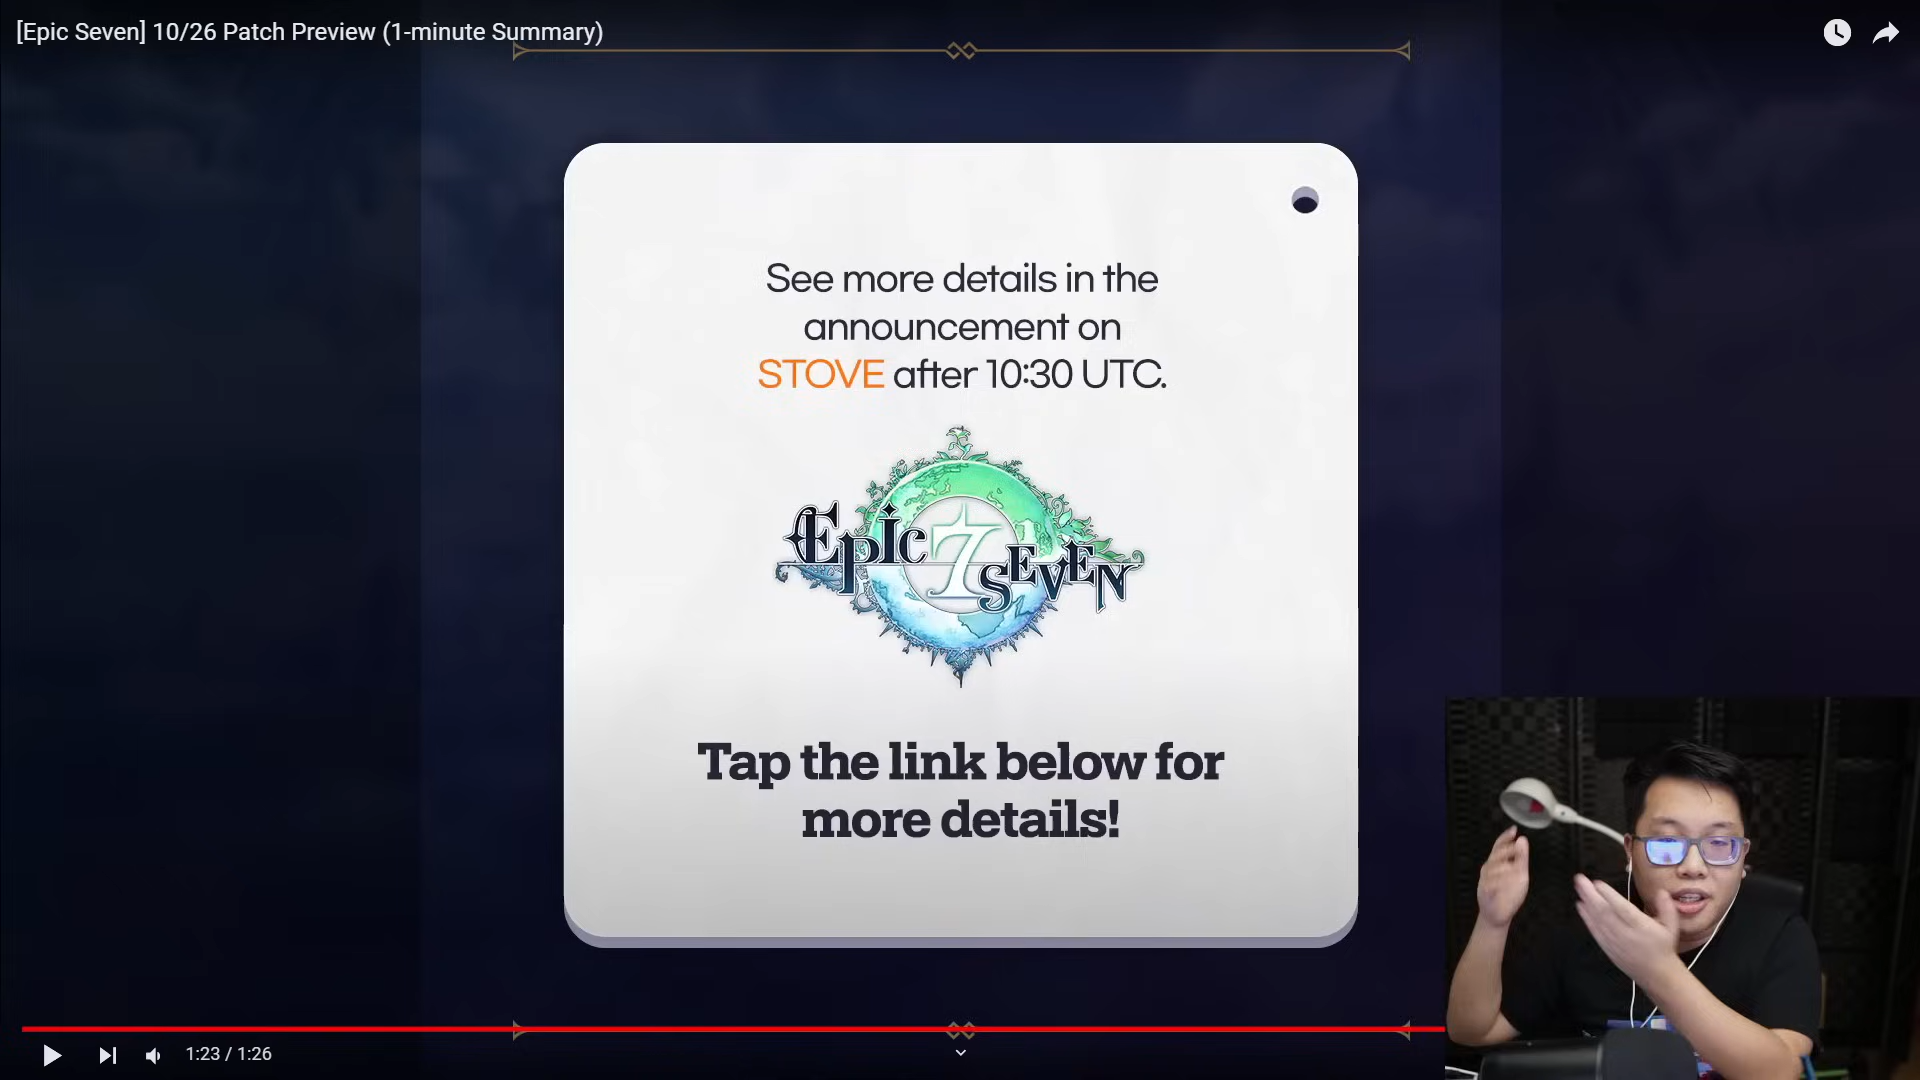 [Epic Seven] 10/26 Patch Preview (1-minute Summary)
See more details in the
announcement on
STOVE after 10:30 UTC.
EPIC 7 SEVEN
Tap the link below for
more details!
1:23 / 1:26